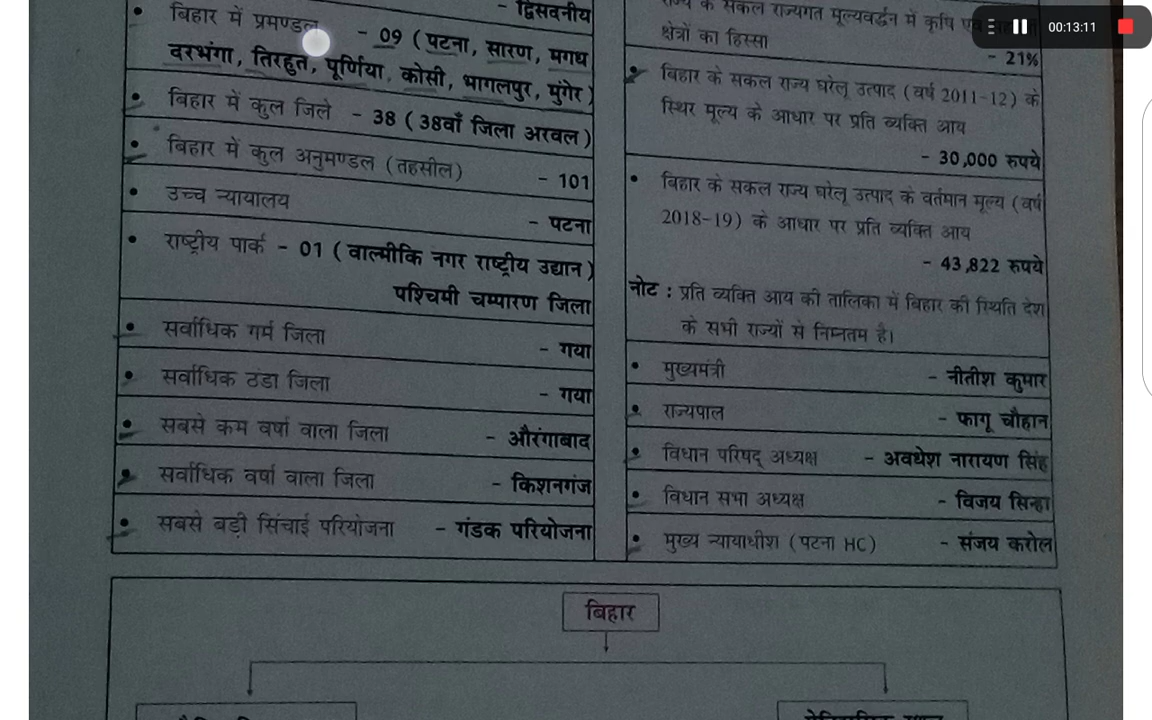 - द्विसदनीय
• बिहार में प्रमण्डल - 09 ( पटना, सारण, मगध
दरभंगा, तिरहुत, पूर्णिया, कोसी, भागलपुर, मुंगेर )
• बिहार में कुल जिले - 38 ( 38वाँ जिला अरवल )
• बिहार में कुल अनुमण्डल (तहसील) - 101
• उच्च न्यायालय - पटना
• राष्ट्रीय पार्क - 01 ( वाल्मीकि नगर राष्ट्रीय उद्यान )
पश्चिमी चम्पारण जिला
• सर्वाधिक गर्म जिला - गया
• सर्वाधिक ठंडा जिला - गया
• सबसे कम वर्षा वाला जिला - औरंगाबाद
• सर्वाधिक वर्षा वाला जिला - किशनगंज
• सबसे बड़ी सिंचाई परियोजना - गंडक परियोजना
राज्य के सकल राज्यगत मूल्यवर्द्धन में कृषि एवं
क्षेत्रों का हिस्सा
- 21%
• बिहार के सकल राज्य घरेलू उत्पाद (वर्ष 2011-12) के
स्थिर मूल्य के आधार पर प्रति व्यक्ति आय
- 30,000 रुपये
• बिहार के सकल राज्य घरेलू उत्पाद के वर्तमान मूल्य (वर्ष
2018-19) के आधार पर प्रति व्यक्ति आय
- 43,822 रुपये
नोट : प्रति व्यक्ति आय की तालिका में बिहार की स्थिति देश
के सभी राज्यों से निम्नतम है।
• मुख्यमंत्री - नीतीश कुमार
• राज्यपाल - फागू चौहान
• विधान परिषद् अध्यक्ष - अवधेश नारायण सिंह
• विधान सभा अध्यक्ष - विजय सिन्हा
• मुख्य न्यायाधीश (पटना HC) - संजय करोल
बिहार
00:13:11